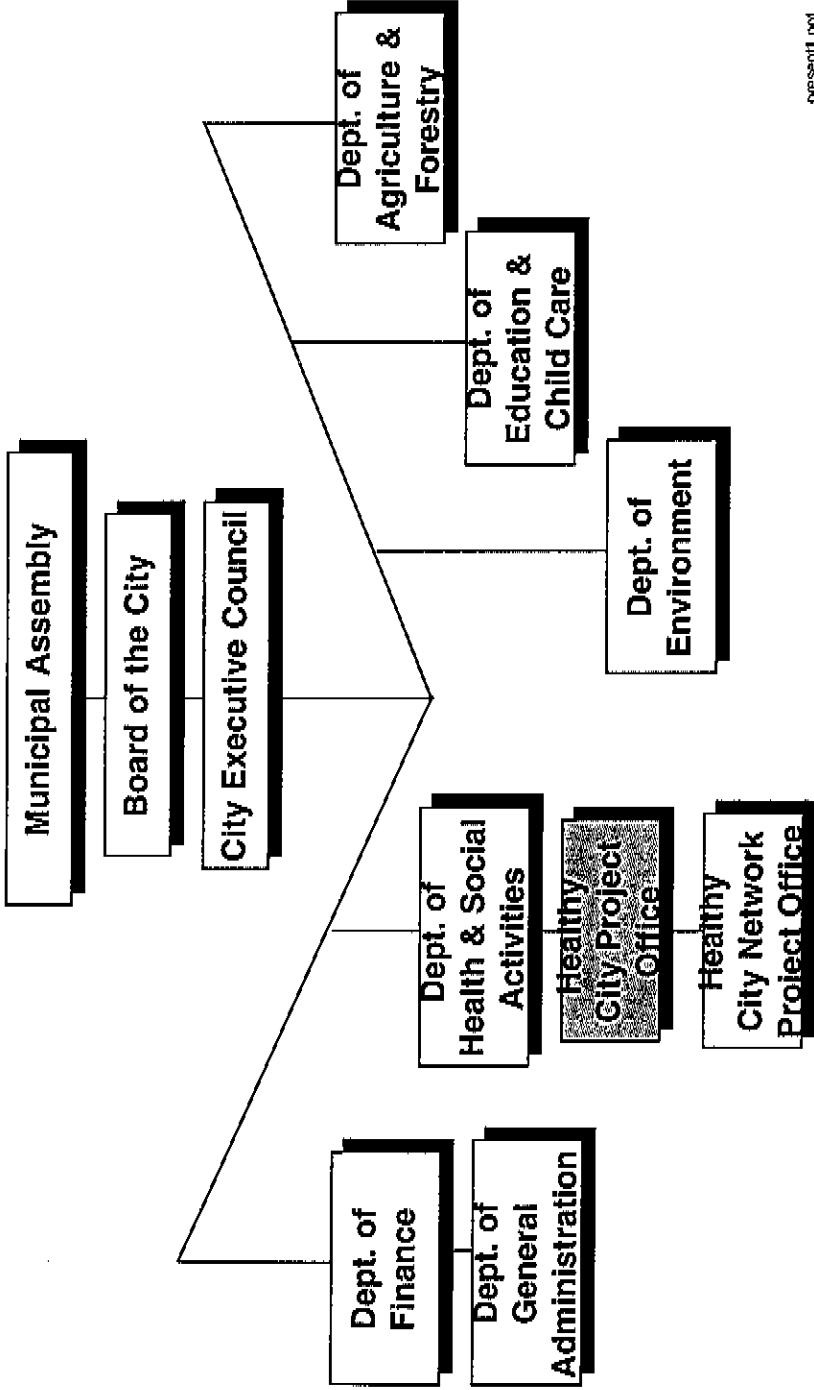 Municipal Assembly
Board of the City
City Executive Council
Dept. of
Finance
Dept. of
General
Administration
Dept. of
Health & Social
Activities
Healthy
City Project
Office
Healthy
City Network
Project Office
Dept. of
Environment
Dept. of
Education &
Child Care
Dept. of
Agriculture &
Forestry